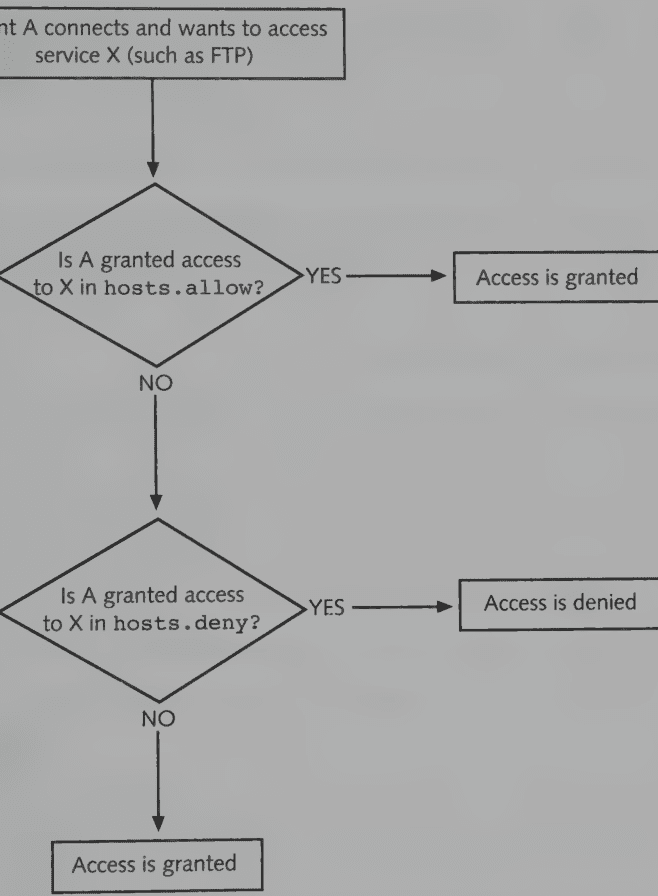 nt A connects and wants to access
service X (such as FTP)
Is A granted access
to X in hosts.allow?
YES
Access is granted
NO
Is A granted access
to X in hosts.deny?
YES
Access is denied
NO
Access is granted